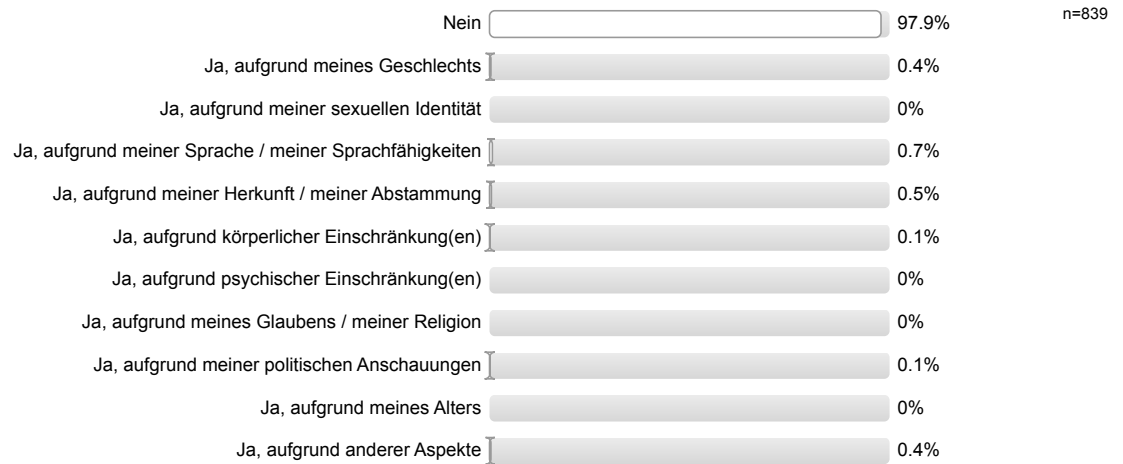 Nein 97.9% n=839
Ja, aufgrund meines Geschlechts 0.4%
Ja, aufgrund meiner sexuellen Identität 0%
Ja, aufgrund meiner Sprache / meiner Sprachfähigkeiten 0.7%
Ja, aufgrund meiner Herkunft / meiner Abstammung 0.5%
Ja, aufgrund körperlicher Einschränkung(en) 0.1%
Ja, aufgrund psychischer Einschränkung(en) 0%
Ja, aufgrund meines Glaubens / meiner Religion 0%
Ja, aufgrund meiner politischen Anschauungen 0.1%
Ja, aufgrund meines Alters 0%
Ja, aufgrund anderer Aspekte 0.4%